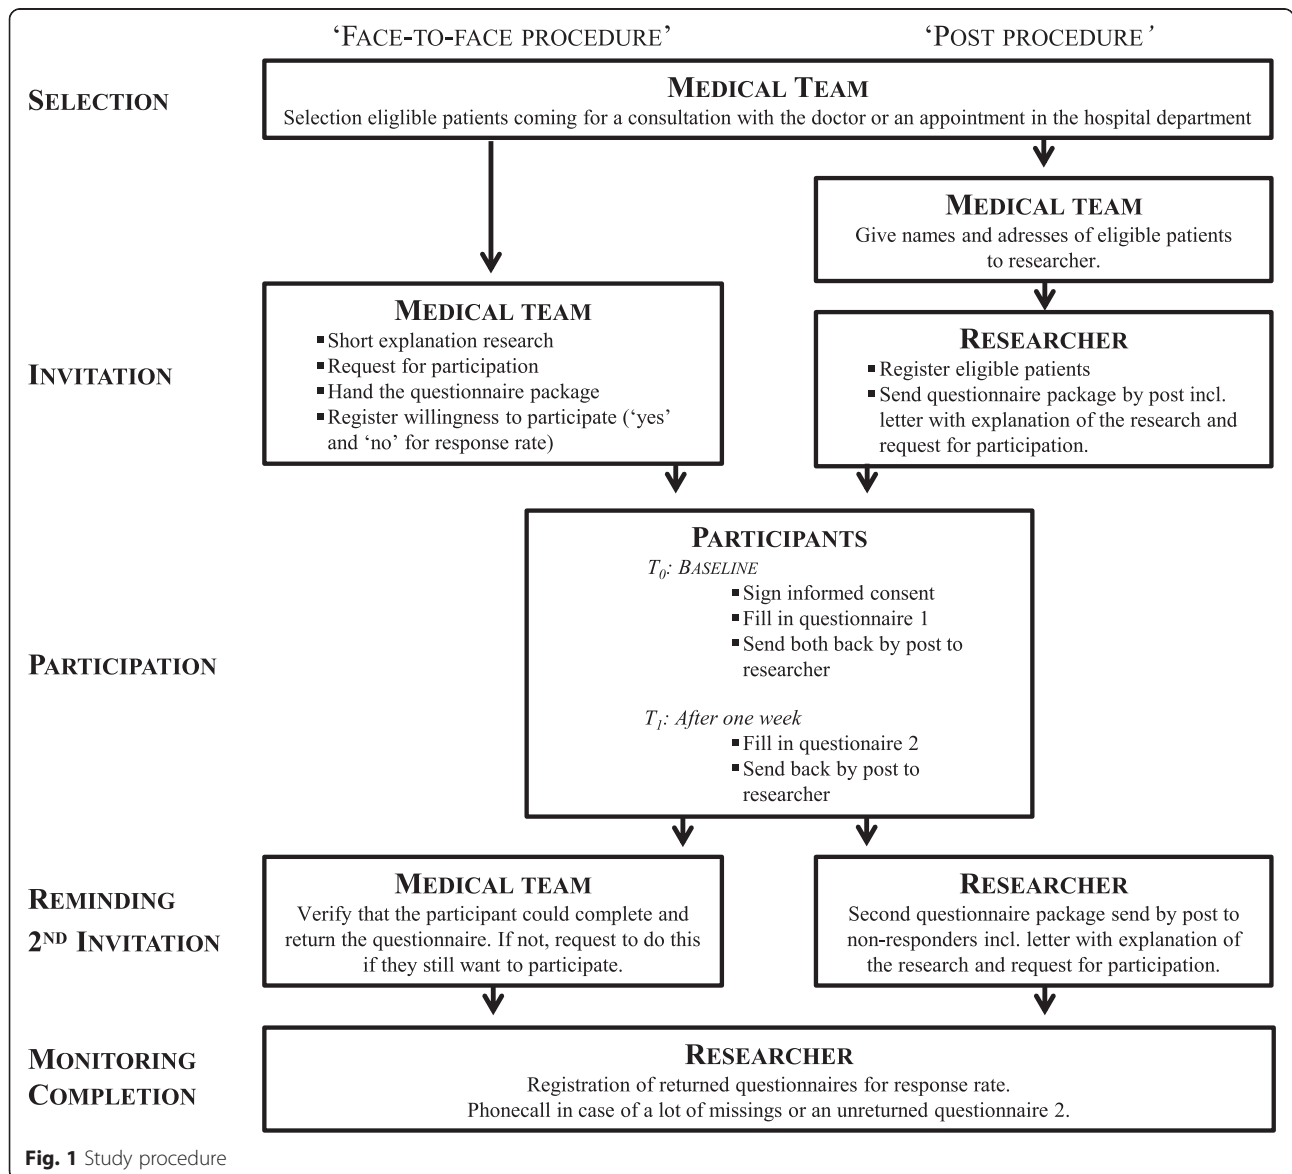 ‘FACE-TO-FACE PROCEDURE’
‘POST PROCEDURE’
SELECTION
MEDICAL TEAM
Selection eliglible patients coming for a consultation with the doctor or an appointment in the hospital department
MEDICAL TEAM
Give names and adresses of eligible patients
to researcher.
INVITATION
MEDICAL TEAM
▪ Short explanation research
▪ Request for participation
▪ Hand the questionnaire package
▪ Register willingness to participate (‘yes’
and ‘no’ for response rate)
RESEARCHER
▪ Register eligible patients
▪ Send questionnaire package by post incl.
letter with explanation of the research and
request for participation.
PARTICIPATION
PARTICIPANTS
T0: BASELINE
▪ Sign informed consent
▪ Fill in questionnaire 1
▪ Send both back by post to
researcher
T1: After one week
▪ Fill in questionaire 2
▪ Send back by post to
researcher
REMINDING
2ND INVITATION
MEDICAL TEAM
Verify that the participant could complete and
return the questionnaire. If not, request to do this
if they still want to participate.
RESEARCHER
Second questionnaire package send by post to
non-responders incl. letter with explanation of
the research and request for participation.
MONITORING
COMPLETION
RESEARCHER
Registration of returned questionnaires for response rate.
Phonecall in case of a lot of missings or an unreturned questionnaire 2.
Fig. 1 Study procedure